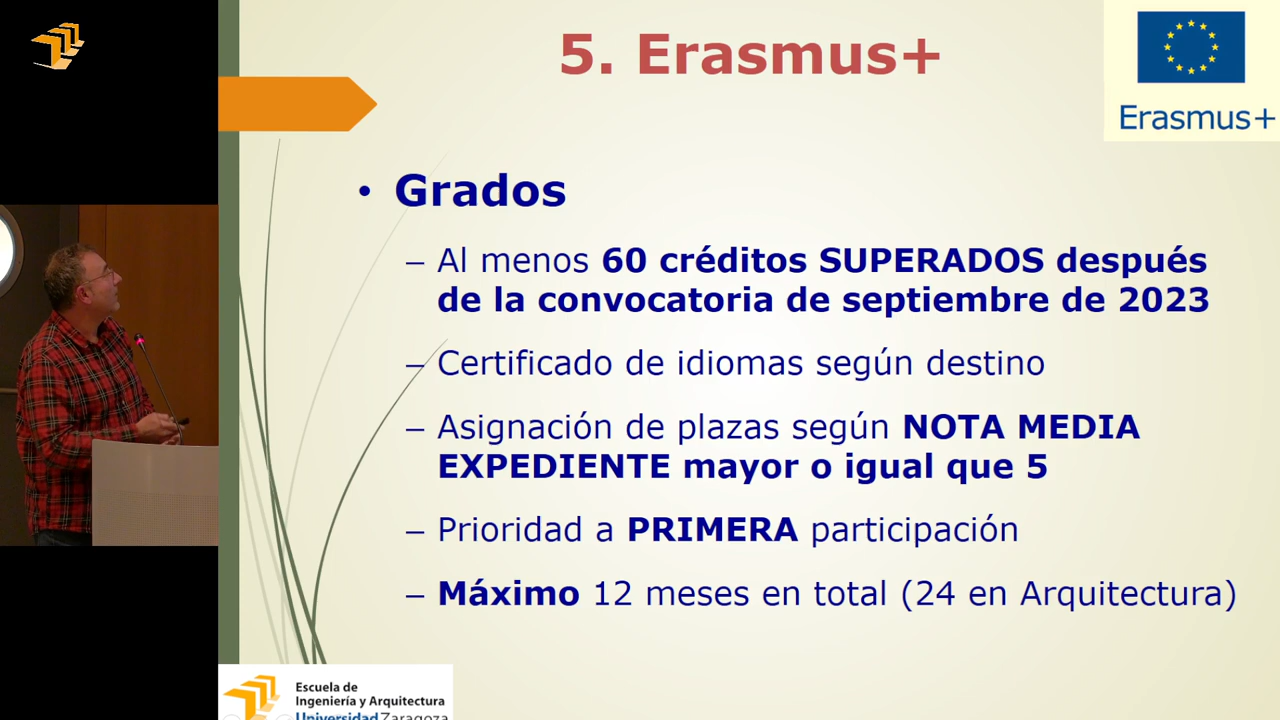 5. Erasmus+
Erasmus+
• Grados
– Al menos 60 créditos SUPERADOS después
de la convocatoria de septiembre de 2023
– Certificado de idiomas según destino
– Asignación de plazas según NOTA MEDIA
EXPEDIENTE mayor o igual que 5
– Prioridad a PRIMERA participación
– Máximo 12 meses en total (24 en Arquitectura)
Escuela de
Ingeniería y Arquitectura
Universidad Zaragoza